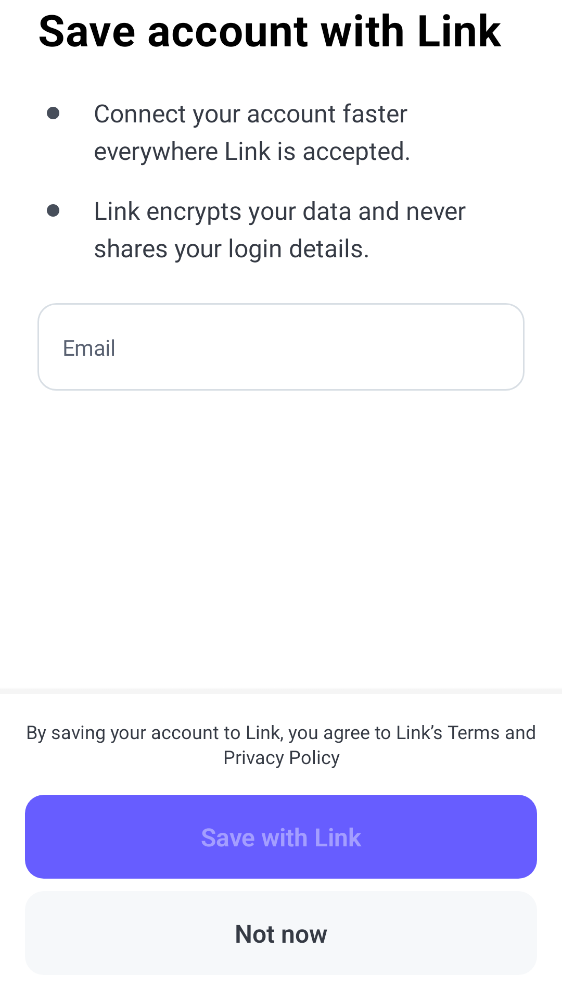 Save account with Link
Connect your account faster
everywhere Link is accepted.
Link encrypts your data and never
shares your login details.
Email
By saving your account to Link, you agree to Link’s Terms and
Privacy Policy
Save with Link
Not now